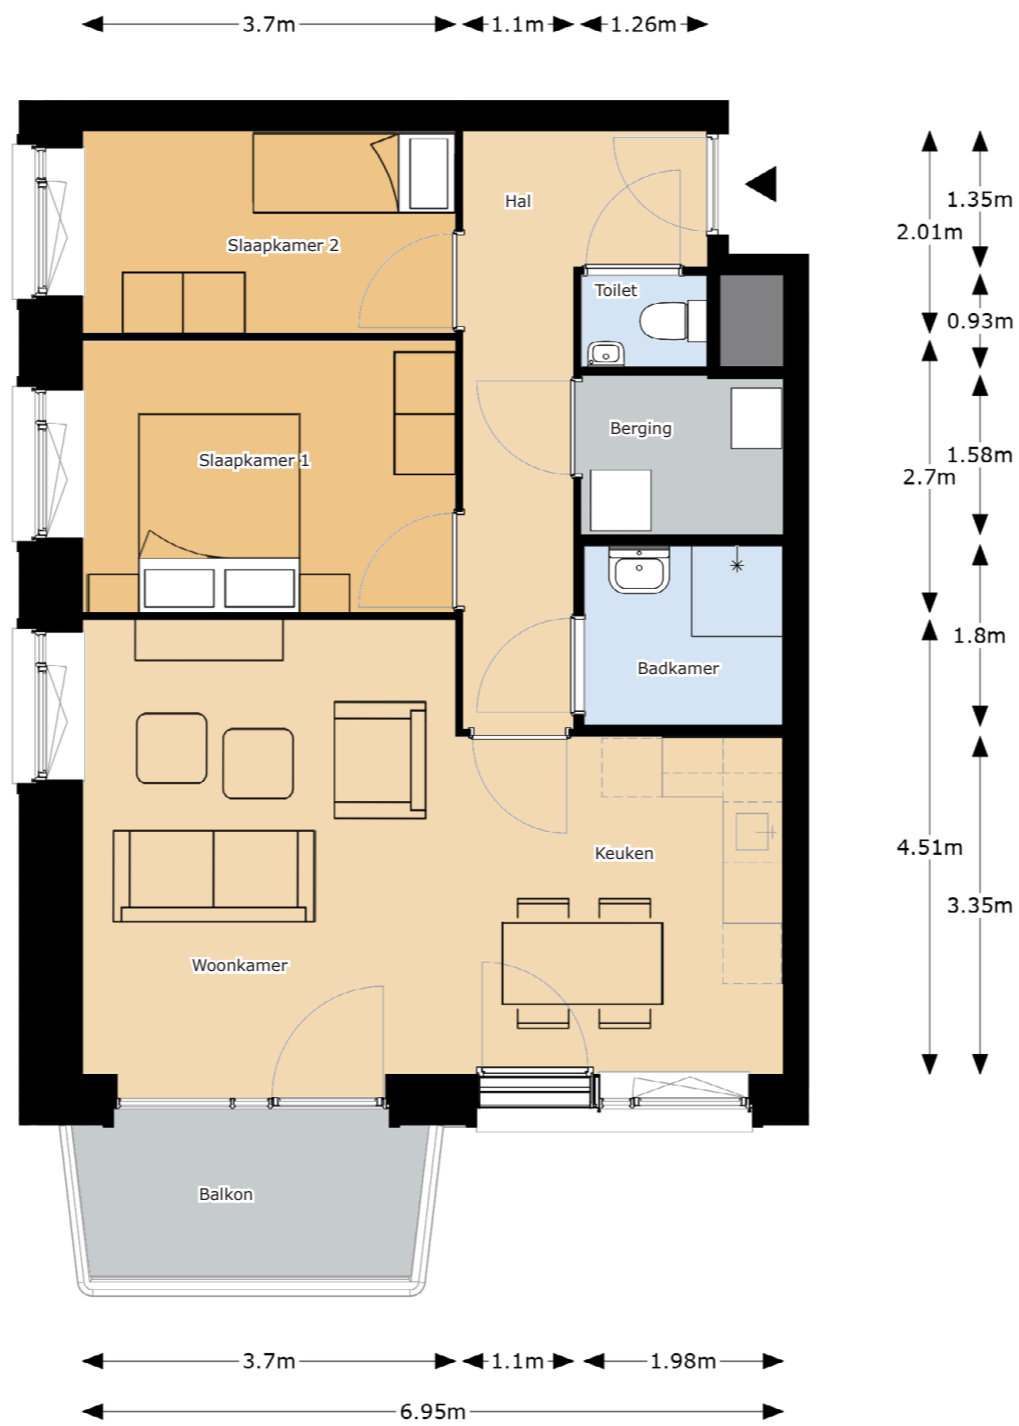 3.7m
1.1m
1.26m
Hal
1.35m
2.01m
Slaapkamer 2
Toilet
0.93m
Berging
1.58m
Slaapkamer 1
2.7m
1.8m
Badkamer
4.51m
Keuken
3.35m
Woonkamer
Balkon
3.7m
1.1m
1.98m
6.95m